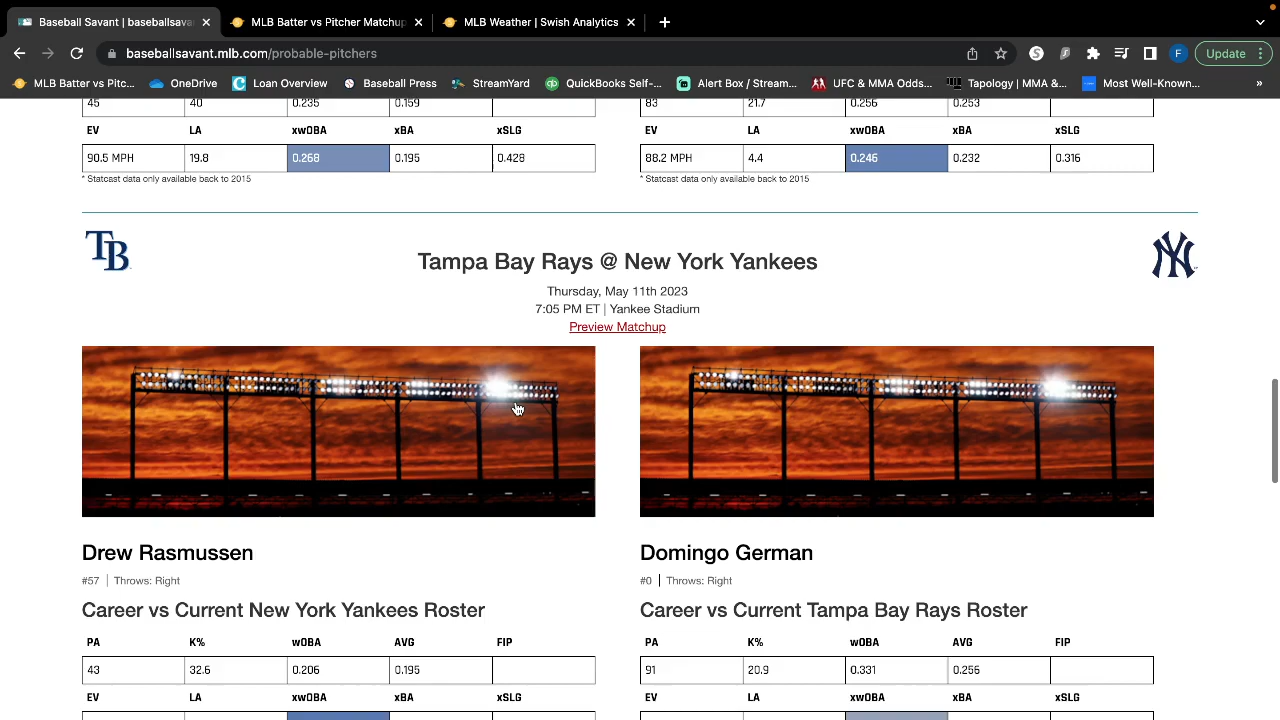 Baseball Savant | baseballsavan
MLB Batter vs Pitcher Matchup
MLB Weather | Swish Analytics
baseballsavant.mlb.com/probable-pitchers
F
Update
MLB Batter vs Pitc...
OneDrive
Loan Overview
Baseball Press
StreamYard
QuickBooks Self-...
Alert Box / Stream...
UFC & MMA Odds...
Tapology | MMA &...
Most Well-Known...
»
45 40 0.235 0.159
EV LA xwOBA xBA xSLG
90.5 MPH 19.8 0.268 0.195 0.428
* Statcast data only available back to 2015
83 21.7 0.256 0.253
EV LA xwOBA xBA xSLG
88.2 MPH 4.4 0.246 0.232 0.316
* Statcast data only available back to 2015
TB
Tampa Bay Rays @ New York Yankees
NY
Thursday, May 11th 2023
7:05 PM ET | Yankee Stadium
Preview Matchup
Drew Rasmussen
#57 | Throws: Right
Career vs Current New York Yankees Roster
PA K% wOBA AVG FIP
43 32.6 0.206 0.195
EV LA xwOBA xBA xSLG
Domingo German
#0 | Throws: Right
Career vs Current Tampa Bay Rays Roster
PA K% wOBA AVG FIP
91 20.9 0.331 0.256
EV LA xwOBA xBA xSLG